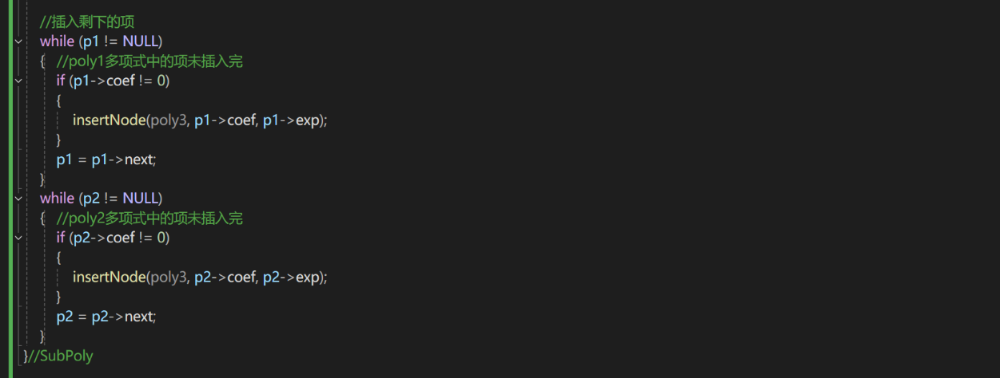 //插入剩下的项
while (p1 != NULL)
{ //poly1多项式中的项未插入完
if (p1->coef != 0)
{
insertNode(poly3, p1->coef, p1->exp);
}
p1 = p1->next;
}
while (p2 != NULL)
{ //poly2多项式中的项未插入完
if (p2->coef != 0)
{
insertNode(poly3, p2->coef, p2->exp);
}
p2 = p2->next;
}
}//SubPoly